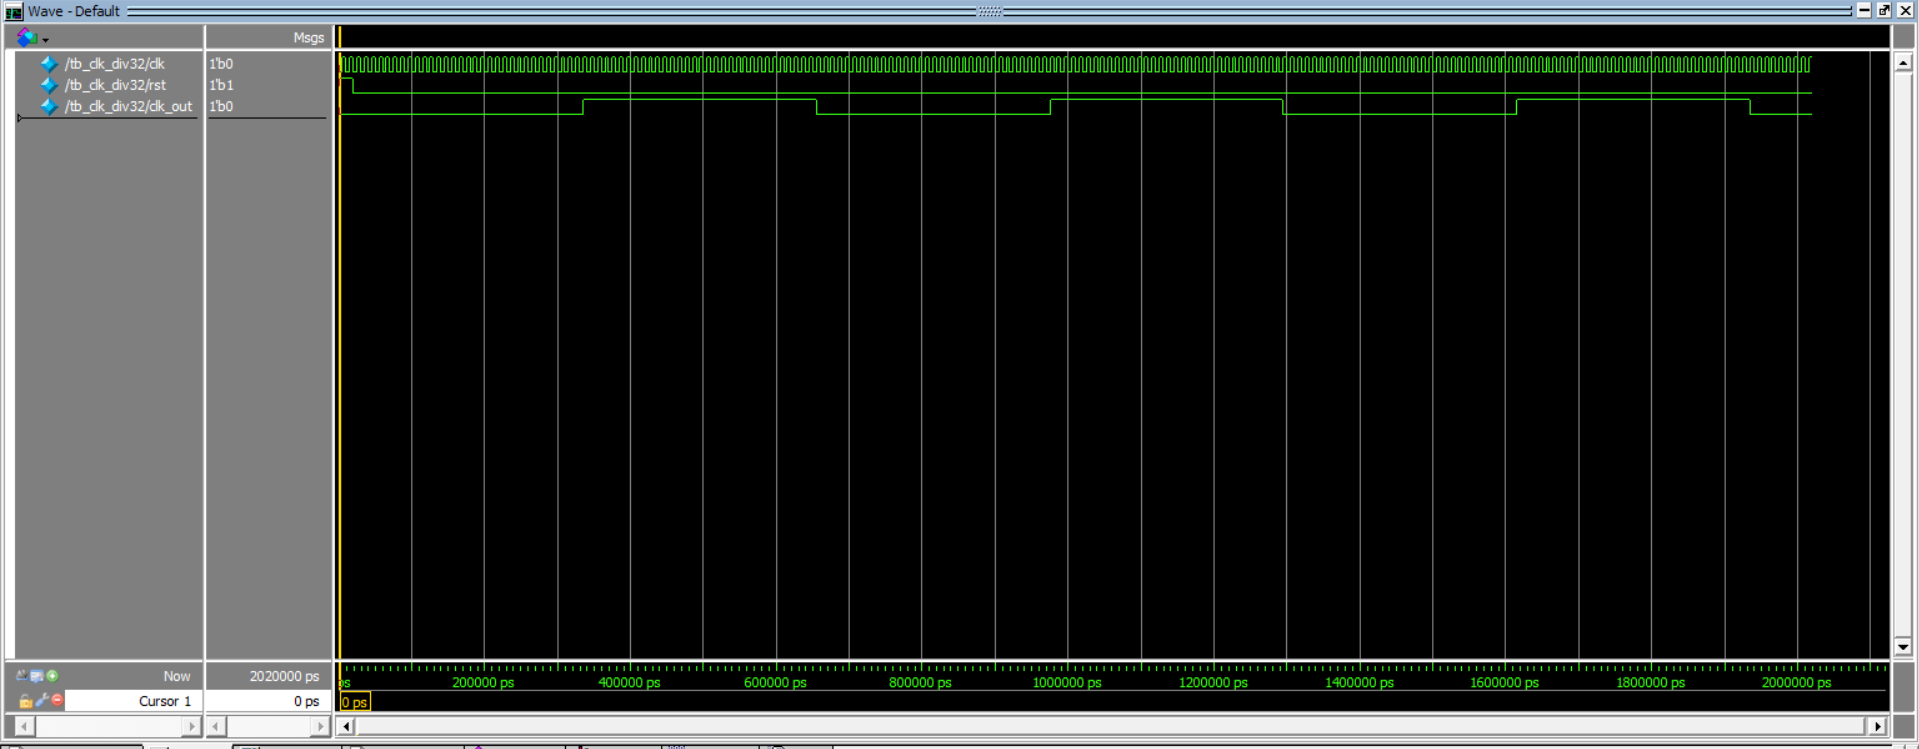 Wave - Default
Msgs
/tb_clk_div32/clk 1'b0
/tb_clk_div32/rst 1'b1
/tb_clk_div32/clk_out 1'b0
Now 2020000 ps
ps 200000 ps 400000 ps 600000 ps 800000 ps 1000000 ps 1200000 ps 1400000 ps 1600000 ps 1800000 ps 2000000 ps
Cursor 1 0 ps
0 ps